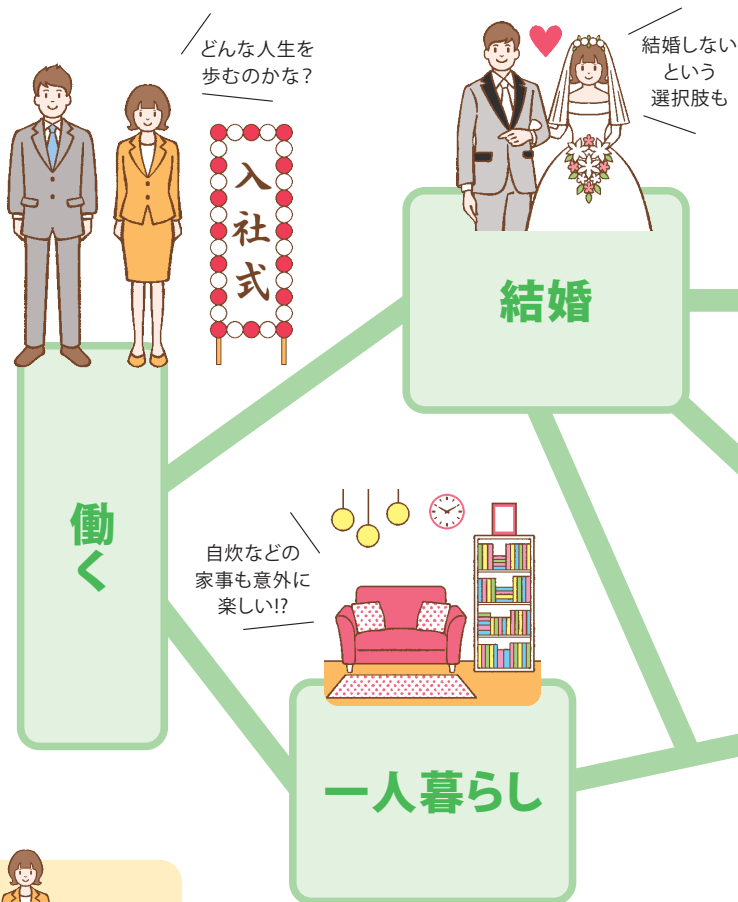 どんな人生を
歩むのかな?
結婚しない
という
選択肢も
入社式
結婚
働く
自炊などの
家事も意外に
楽しい!?
一人暮らし